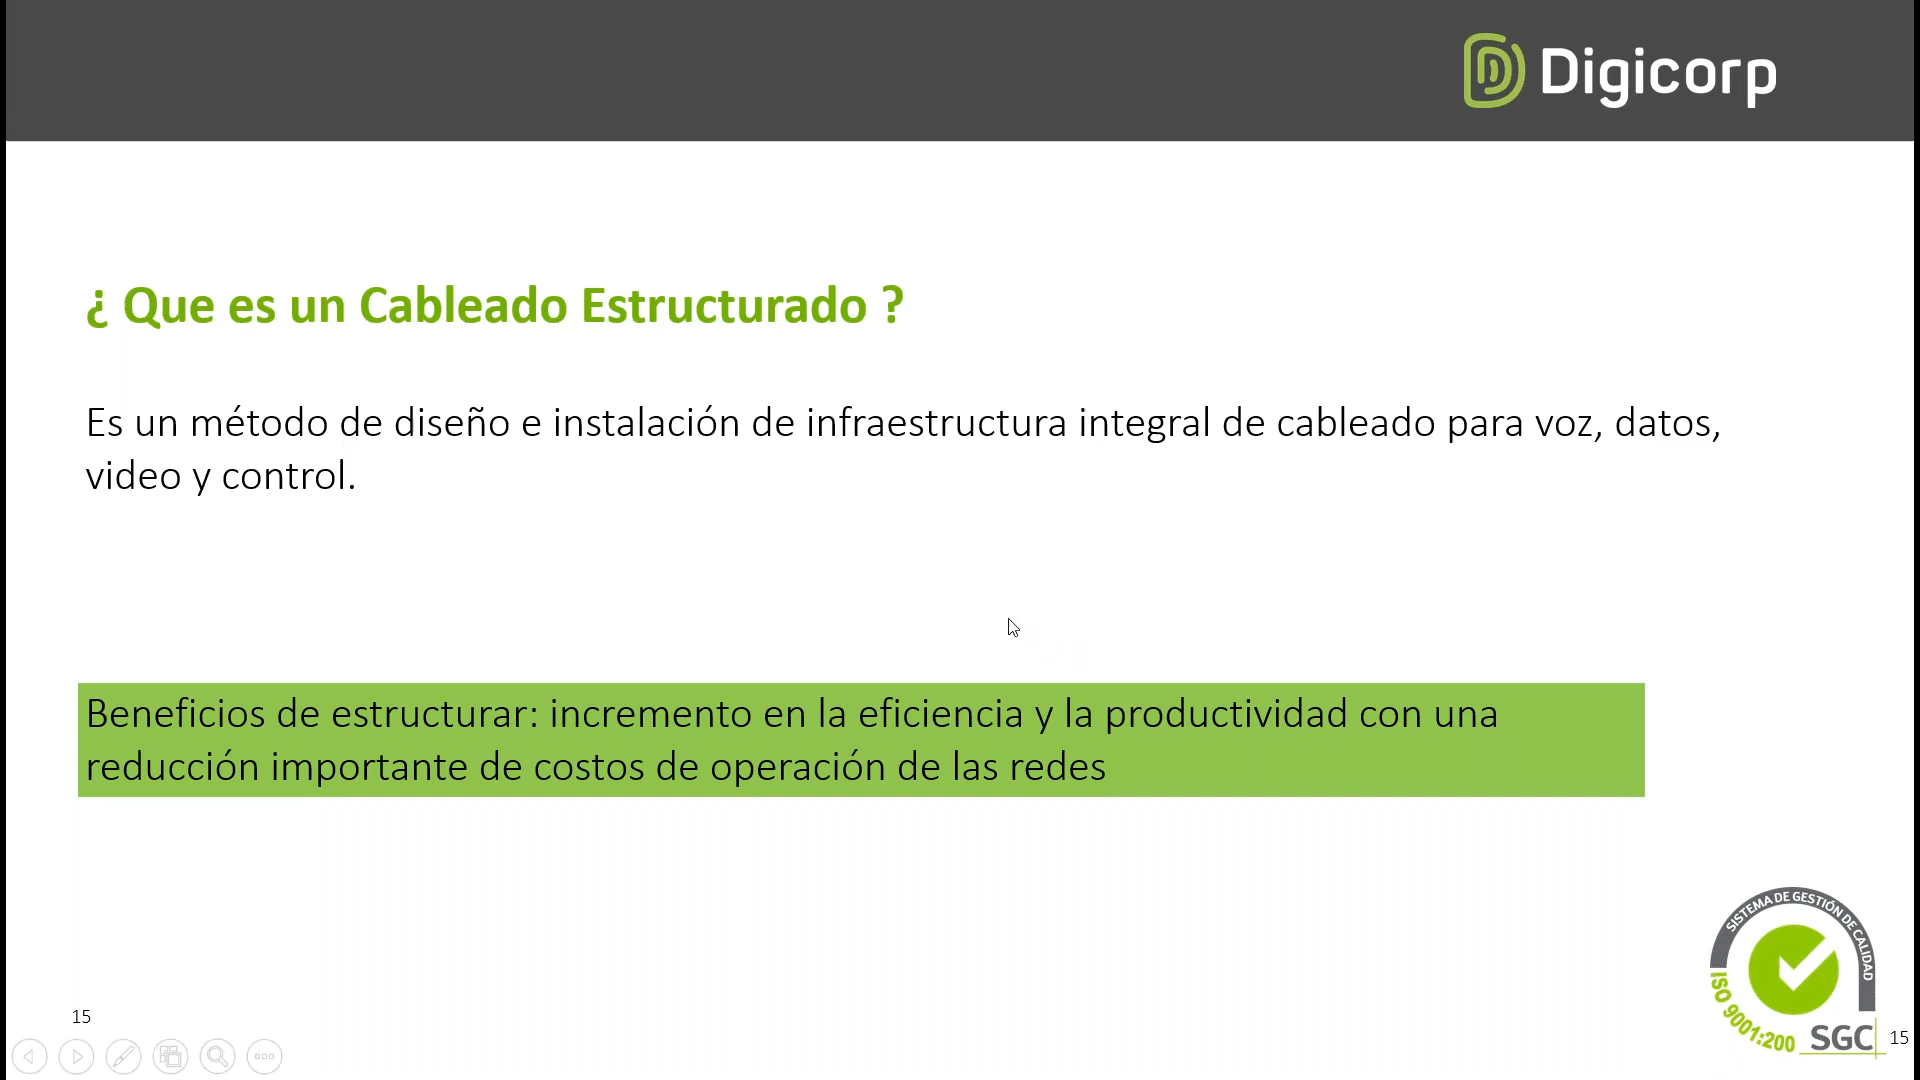 Digicorp
¿ Que es un Cableado Estructurado ?
Es un método de diseño e instalación de infraestructura integral de cableado para voz, datos,
video y control.
Beneficios de estructurar: incremento en la eficiencia y la productividad con una
reducción importante de costos de operación de las redes
SISTEMA DE GESTIÓN DE CALIDAD
ISO 9001:200
SGC
15
15